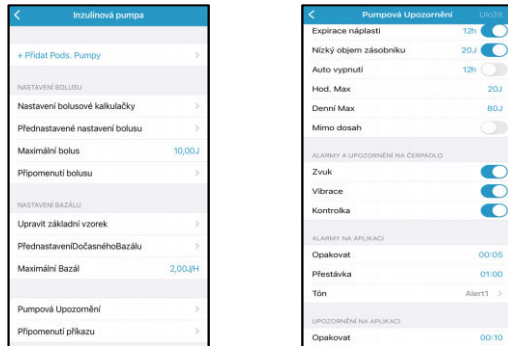 Inzulínová pumpa
+ Přidat Pods. Pumpy
NASTAVENÍ BOLUSU
Nastavení bolusové kalkulačky
Přednastavené nastavení bolusu
Maximální bolus 10,00J
Připomenutí bolusu
NASTAVENÍ BAZÁLU
Upravit základní vzorek
PřednastaveníDočasnéhoBazálu
Maximální Bazál 2,00J/H
Pumpová Upozornění
Připomenutí příkazu
Pumpová Upozornění Uložit
Expirace náplasti 12h
Nízký objem zásobníku 20J
Auto vypnutí 12h
Hod. Max 20J
Denní Max 80J
Mimo dosah
ALARMY A UPOZORNĚNÍ NA ČERPADLO
Zvuk
Vibrace
Kontrolka
ALARMY NA APLIKACI
Opakovat 00:05
Přestávka 01:00
Tón Alert1
UPOZORNĚNÍ NA APLIKACI
Opakovat 00:10